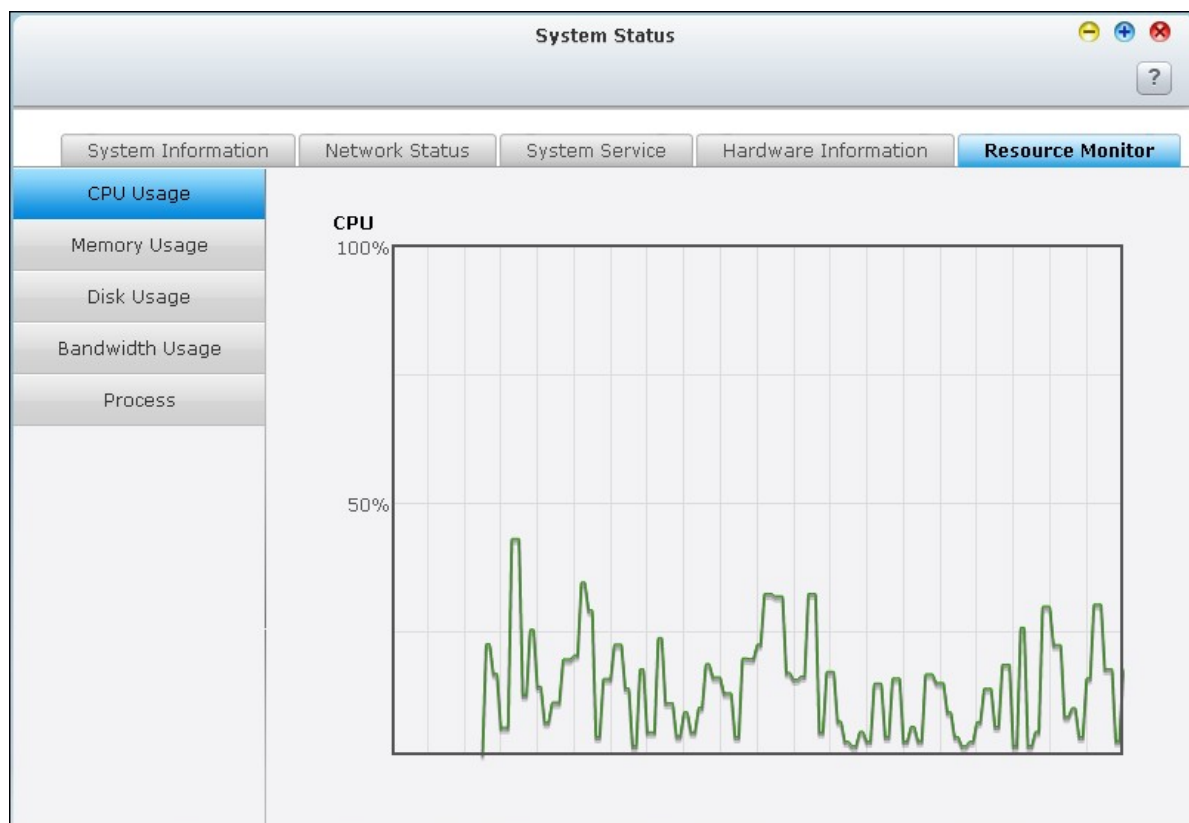 System Status
?
System Information Network Status System Service Hardware Information Resource Monitor
CPU Usage
Memory Usage
Disk Usage
Bandwidth Usage
Process
CPU
100%
50%